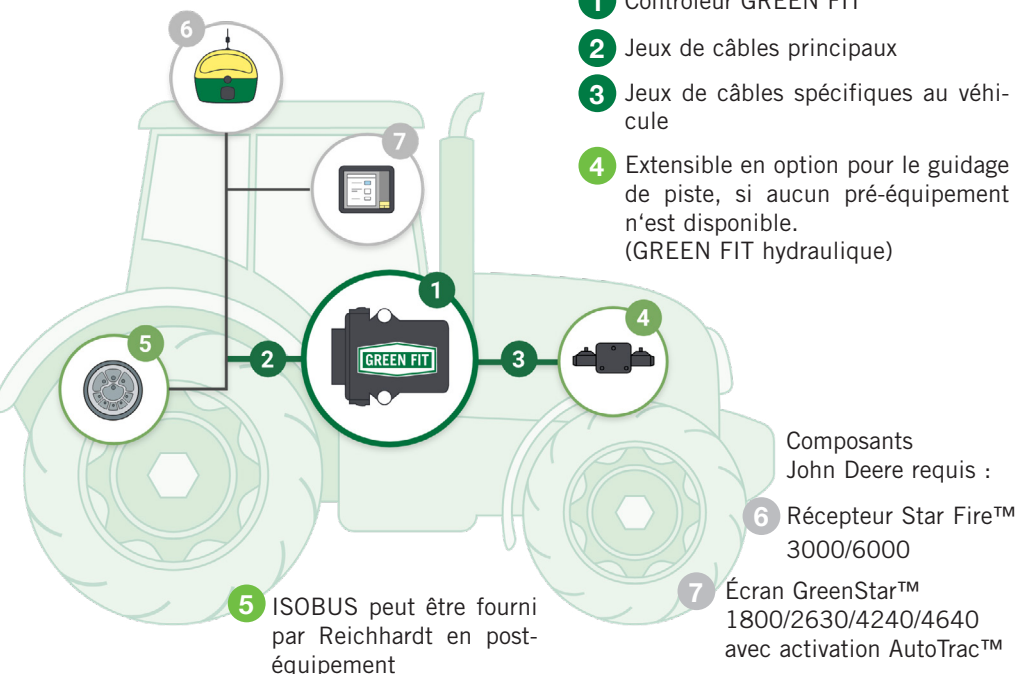 1 Contrôleur GREEN FIT
2 Jeux de câbles principaux
3 Jeux de câbles spécifiques au véhi-
cule
4 Extensible en option pour le guidage
de piste, si aucun pré-équipement
n‘est disponible.
(GREEN FIT hydraulique)
6
7
1
GREEN FIT
2
3
4
5
Composants
John Deere requis :
6 Récepteur Star Fire™
3000/6000
7 Écran GreenStar™
1800/2630/4240/4640
avec activation AutoTrac™
5 ISOBUS peut être fourni
par Reichhardt en post-
équipement